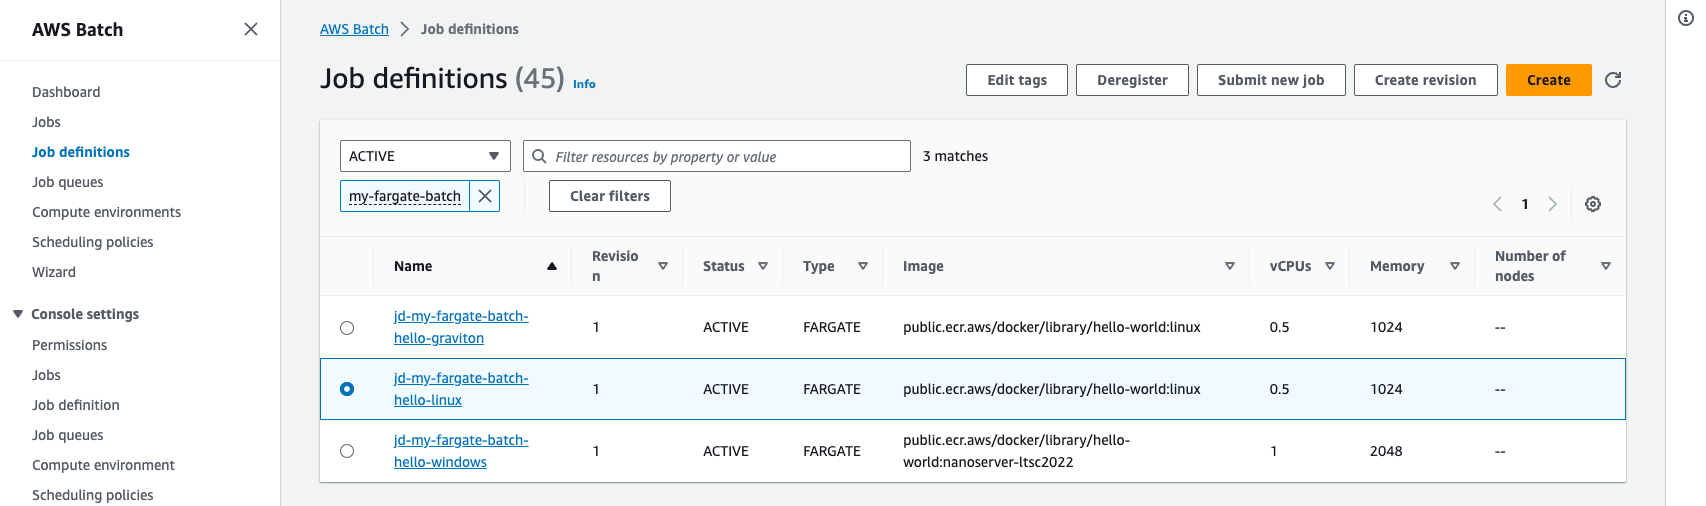 AWS Batch
Dashboard
Jobs
Job definitions
Job queues
Compute environments
Scheduling policies
Wizard
Console settings
Permissions
Jobs
Job definition
Job queues
Compute environment
Scheduling policies
AWS Batch Job definitions
Job definitions (45) Info
Edit tags Deregister Submit new job Create revision Create
ACTIVE Filter resources by property or value 3 matches
my-fargate-batch Clear filters
1
Name Revisio Status Type Image vCPUs Memory Number of
n nodes
jd-my-fargate-batch-
hello-graviton 1 ACTIVE FARGATE public.ecr.aws/docker/library/hello-world:linux 0.5 1024 --
jd-my-fargate-batch-
hello-linux 1 ACTIVE FARGATE public.ecr.aws/docker/library/hello-world:linux 0.5 1024 --
jd-my-fargate-batch- public.ecr.aws/docker/library/hello-
hello-windows 1 ACTIVE FARGATE world:nanoserver-ltsc2022 1 2048 --